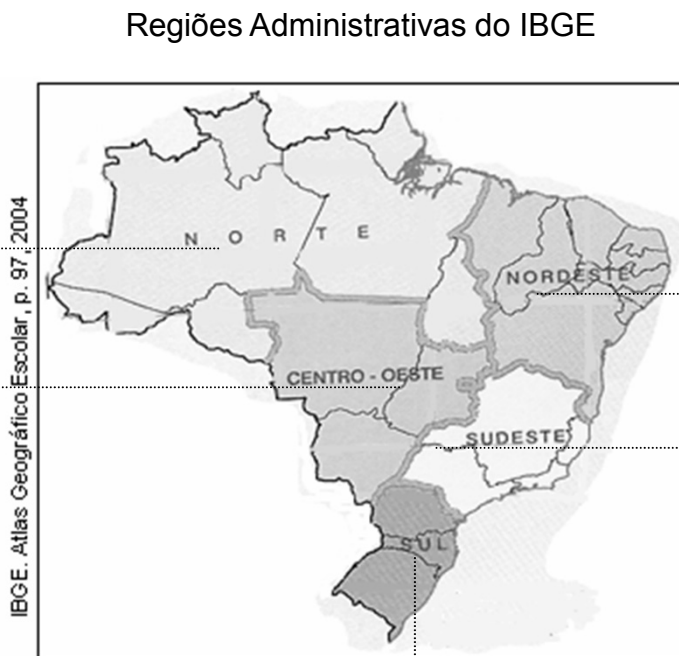 Regiões Administrativas do IBGE
IBGE. Atlas Geográfico Escolar, p. 97, 2004
N O R T E
NORDESTE
CENTRO - OESTE
SUDESTE
SUL